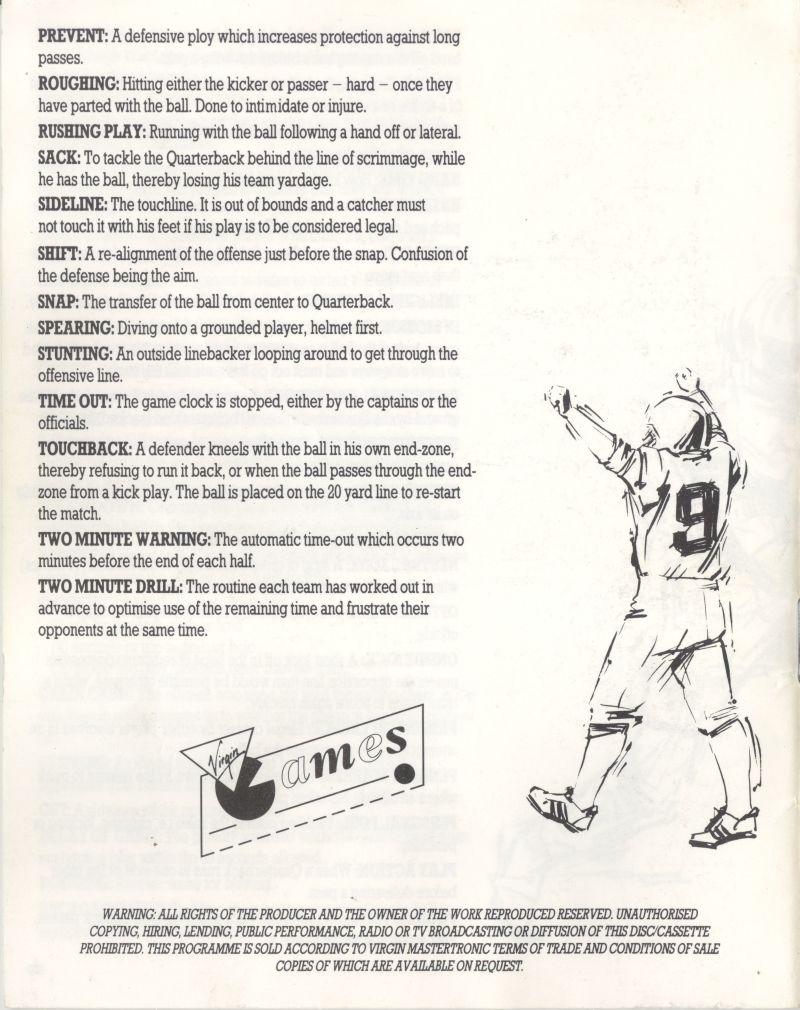 PREVENT: A defensive ploy which increases protection against long
passes.
ROUGHING: Hitting either the kicker or passer – hard – once they
have parted with the ball. Done to intimidate or injure.
RUSHING PLAY: Running with the ball following a hand off or lateral.
SACK: To tackle the Quarterback behind the line of scrimmage, while
he has the ball, thereby losing his team yardage.
SIDELINE: The touchline. It is out of bounds and a catcher must
not touch it with his feet if his play is to be considered legal.
SHIFT: A re-alignment of the offense just before the snap. Confusion of
the defense being the aim.
SNAP: The transfer of the ball from center to Quarterback.
SPEARING: Diving onto a grounded player, helmet first.
STUNTING: An outside linebacker looping around to get through the
offensive line.
TIME OUT: The game clock is stopped, either by the captains or the
officials.
TOUCHBACK: A defender kneels with the ball in his own end-zone,
thereby refusing to run it back, or when the ball passes through the end-
zone from a kick play. The ball is placed on the 20 yard line to re-start
the match.
TWO MINUTE WARNING: The automatic time-out which occurs two
minutes before the end of each half.
TWO MINUTE DRILL: The routine each team has worked out in
advance to optimise use of the remaining time and frustrate their
opponents at the same time.
9
Virgin
Games
WARNING: ALL RIGHTS OF THE PRODUCER AND THE OWNER OF THE WORK REPRODUCED RESERVED. UNAUTHORISED
COPYING, HIRING, LENDING, PUBLIC PERFORMANCE, RADIO OR TV BROADCASTING OR DIFFUSION OF THIS DISC/CASSETTE
PROHIBITED. THIS PROGRAMME IS SOLD ACCORDING TO VIRGIN MASTERTRONIC TERMS OF TRADE AND CONDITIONS OF SALE
COPIES OF WHICH ARE AVAILABLE ON REQUEST.